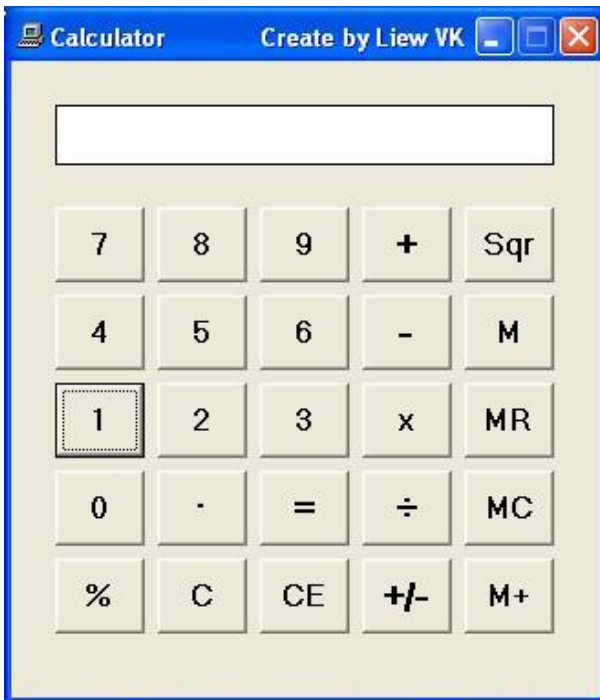 Calculator Create by Liew VK
7 8 9 + Sqr
4 5 6 - M
1 2 3 x MR
0 . = ÷ MC
% C CE +/- M+